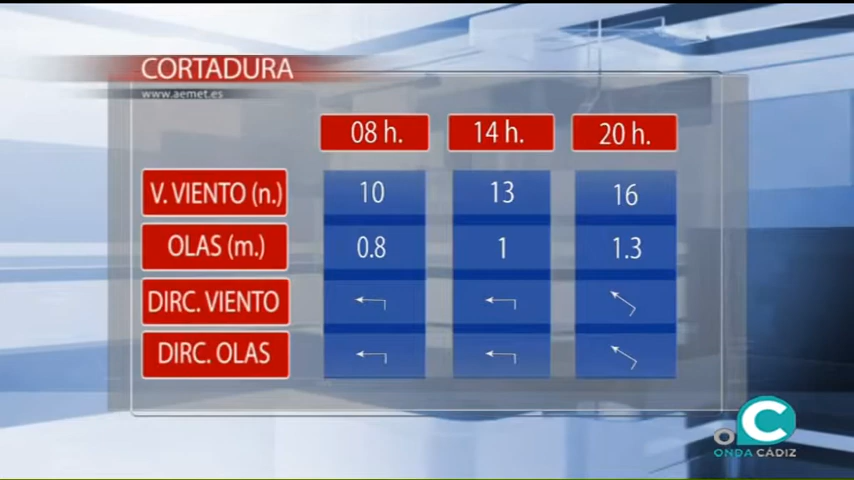 CORTADURA
www.aemet.es
08 h. 14 h. 20 h.
V. VIENTO (n.) 10 13 16
OLAS (m.) 0.8 1 1.3
DIRC. VIENTO
DIRC. OLAS
O C
ONDA CÁDIZ